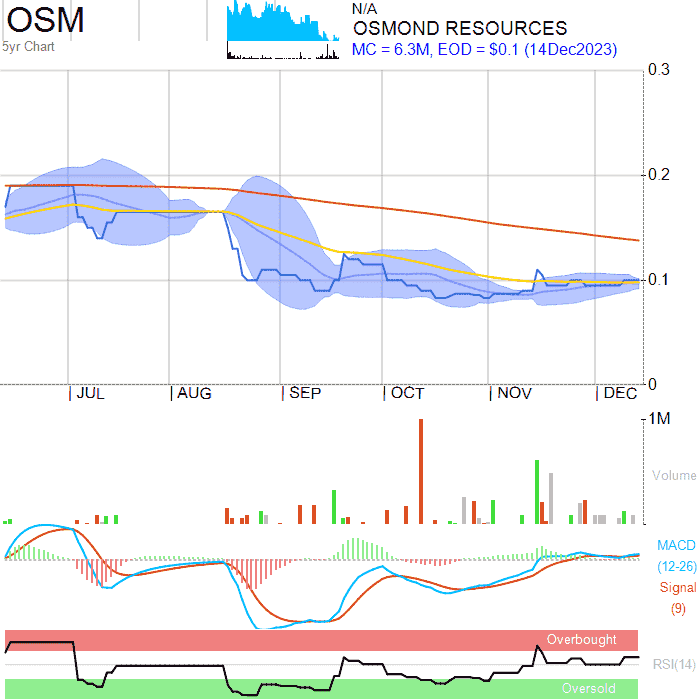 OSM
5yr Chart
N/A
OSMOND RESOURCES
MC = 6.3M, EOD = $0.1 (14Dec2023)
0.3
0.2
0.1
0
JUL AUG SEP OCT NOV DEC
1M
Volume
MACD
(12-26)
Signal
(9)
Overbought
RSI(14)
Oversold